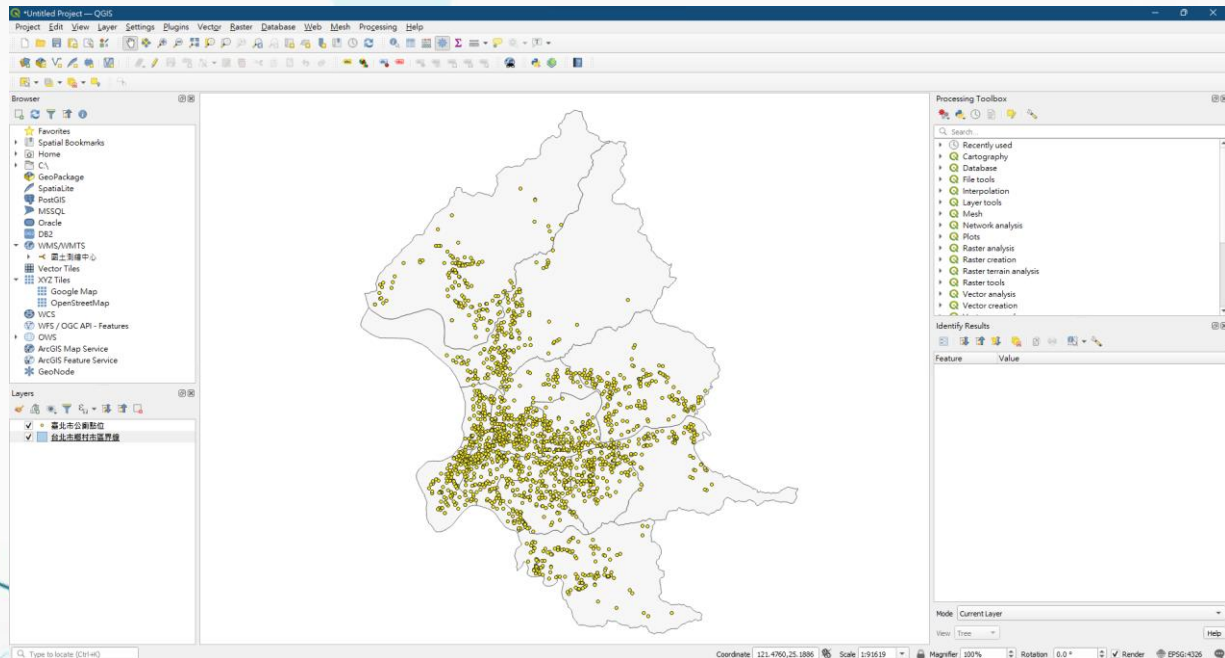 *Untitled Project — QGIS
Project Edit View Layer Settings Plugins Vector Raster Database Web Mesh Processing Help
Browser
Favorites
Spatial Bookmarks
Home
C:\
GeoPackage
SpatiaLite
PostGIS
MSSQL
Oracle
DB2
WMS/WMTS
Vector Tiles
XYZ Tiles
Google Map
OpenStreetMap
WCS
WFS / OGC API - Features
OWS
ArcGIS Map Service
ArcGIS Feature Service
GeoNode
Layers
臺北市公廁點位
台北市鄉村市區界線
Processing Toolbox
Search...
Recently used
Cartography
Database
File tools
Interpolation
Layer tools
Mesh
Network analysis
Plots
Raster analysis
Raster creation
Raster terrain analysis
Raster tools
Vector analysis
Vector creation
Identify Results
Feature Value
Mode Current Layer
View Tree
Help
Type to locate (Ctrl+K)
Coordinate 121.4760,25.1886 Scale 1:91619 Magnifier 100% Rotation 0.0 ° Render EPSG:4326